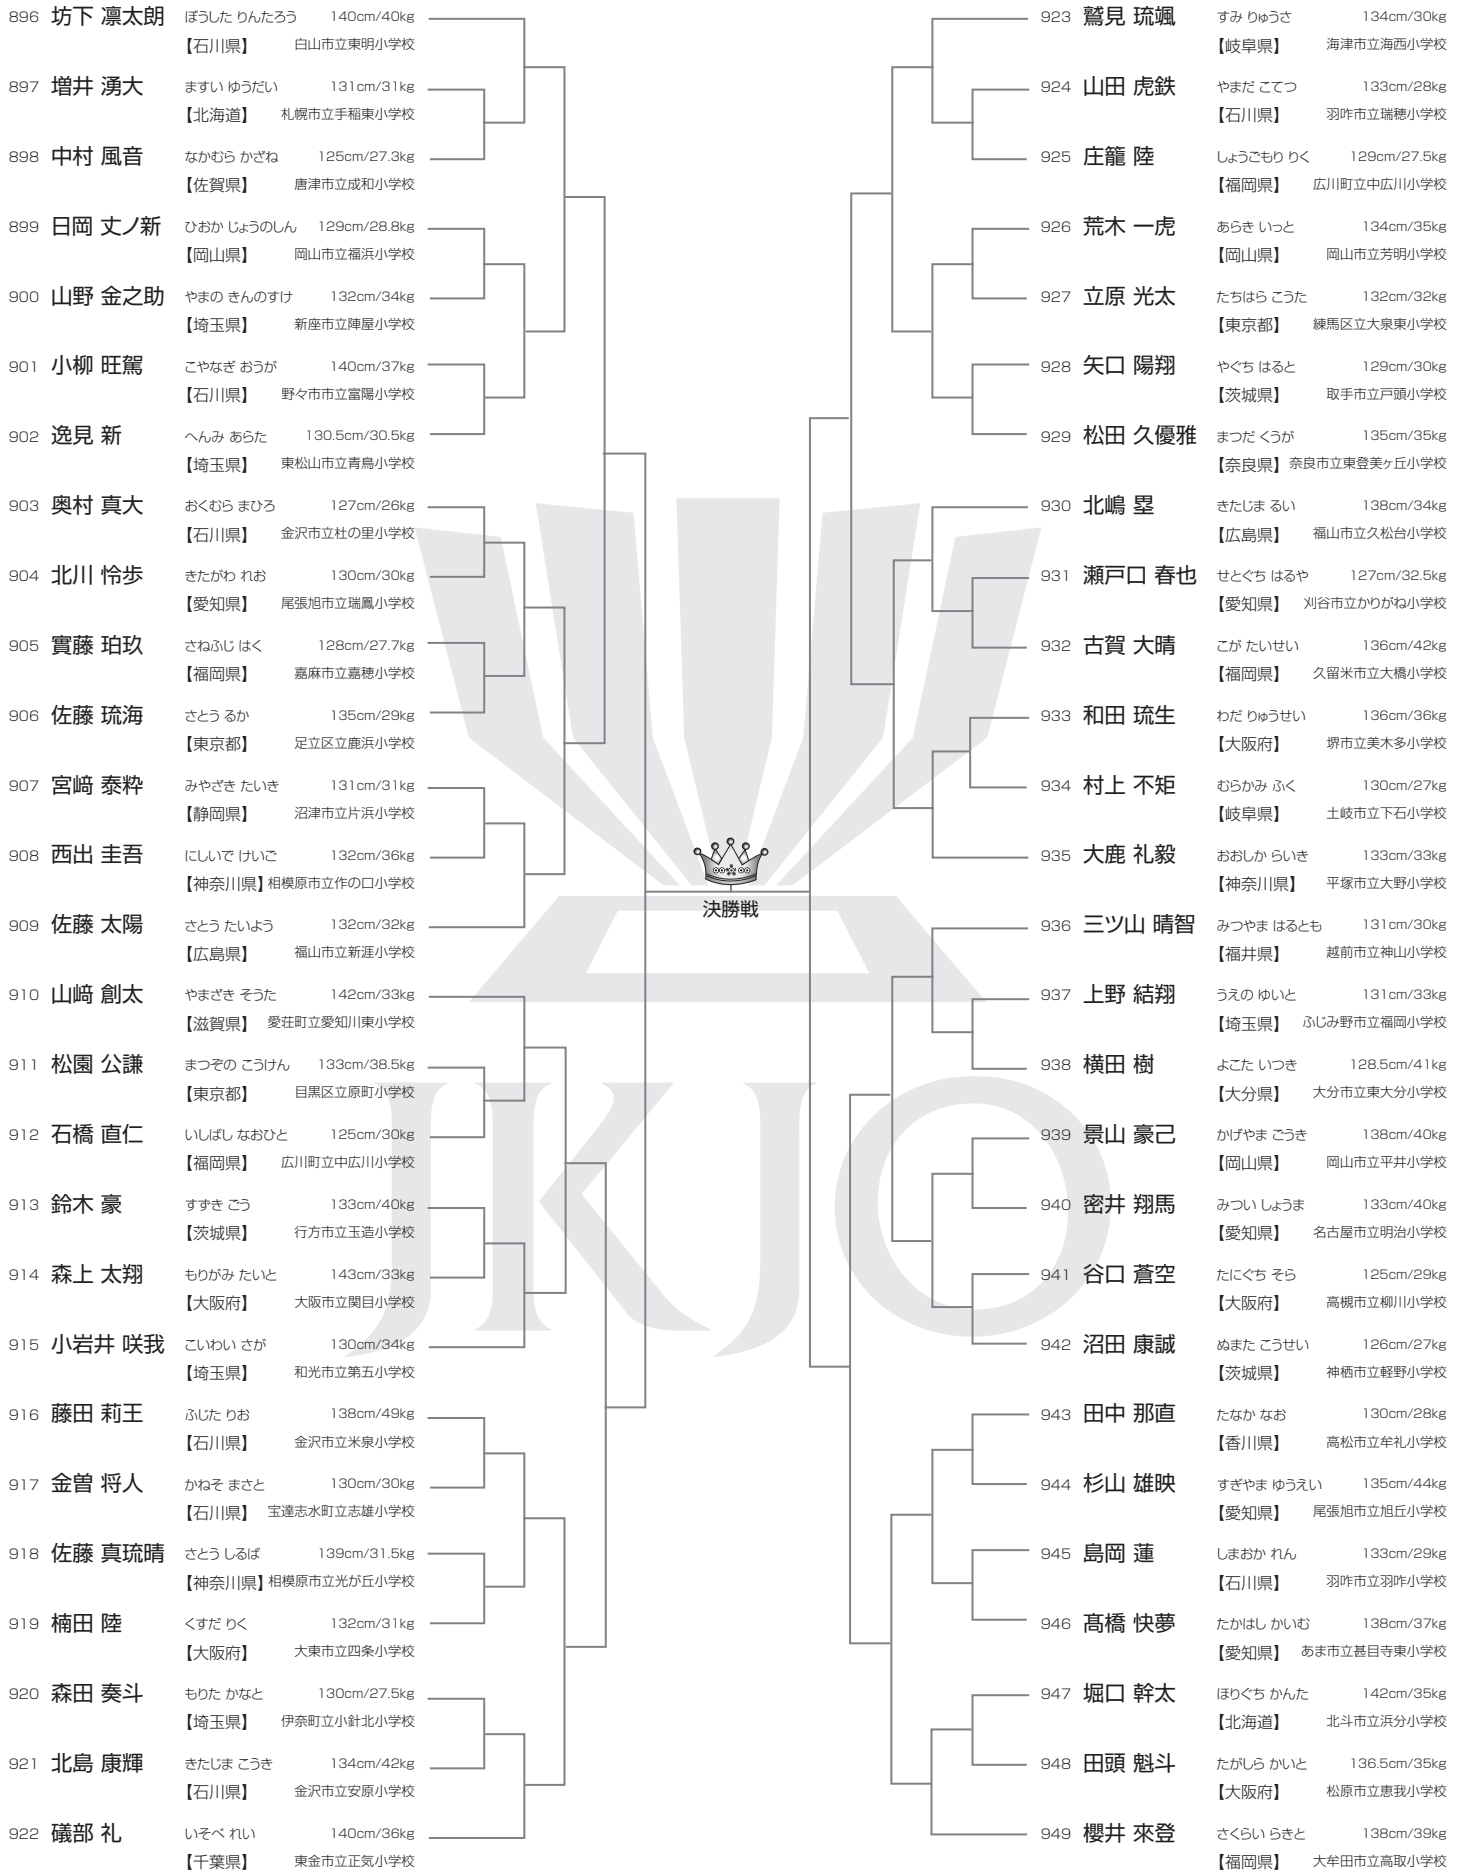 896 坊下 凛太朗 ぼうした りんたろう 140cm/40kg
【石川県】 白山市立東明小学校
897 増井 湧大 ますい ゆうだい 131cm/31kg
【北海道】 札幌市立手稲東小学校
898 中村 風音 なかむら かざね 125cm/27.3kg
【佐賀県】 唐津市立成和小学校
899 日岡 丈ノ新 ひおか じょうのしん 129cm/28.8kg
【岡山県】 岡山市立福浜小学校
900 山野 金之助 やまの きんのすけ 132cm/34kg
【埼玉県】 新座市立陣屋小学校
901 小柳 旺駕 こやなぎ おうが 140cm/37kg
【石川県】 野々市市立富陽小学校
902 逸見 新 へんみ あらた 130.5cm/30.5kg
【埼玉県】 東松山市立青鳥小学校
903 奥村 真大 おくむら まひろ 127cm/26kg
【石川県】 金沢市立杜の里小学校
904 北川 怜歩 きたがわ れお 130cm/30kg
【愛知県】 尾張旭市立瑞鳳小学校
905 實藤 珀玖 さねふじ はく 128cm/27.7kg
【福岡県】 嘉麻市立嘉穂小学校
906 佐藤 琉海 さとう るか 135cm/29kg
【東京都】 足立区立鹿浜小学校
907 宮﨑 泰粋 みやざき たいき 131cm/31kg
【静岡県】 沼津市立片浜小学校
908 西出 圭吾 にしいで けいご 132cm/36kg
【神奈川県】 相模原市立作の口小学校
909 佐藤 太陽 さとう たいよう 132cm/32kg
【広島県】 福山市立新涯小学校
910 山﨑 創太 やまざき そうた 142cm/33kg
【滋賀県】 愛荘町立愛知川東小学校
911 松園 公謙 まつぞの こうけん 133cm/38.5kg
【東京都】 目黒区立原町小学校
912 石橋 直仁 いしばし なおひと 125cm/30kg
【福岡県】 広川町立中広川小学校
913 鈴木 豪 すずき ごう 133cm/40kg
【茨城県】 行方市立玉造小学校
914 森上 太翔 もりがみ たいと 143cm/33kg
【大阪府】 大阪市立関目小学校
915 小岩井 咲我 こいわい さが 130cm/34kg
【埼玉県】 和光市立第五小学校
916 藤田 莉王 ふじた りお 138cm/49kg
【石川県】 金沢市立米泉小学校
917 金曽 将人 かねそ まさと 130cm/30kg
【石川県】 宝達志水町立志雄小学校
918 佐藤 真琉晴 さとう しるば 139cm/31.5kg
【神奈川県】 相模原市立光が丘小学校
919 楠田 陸 くすだ りく 132cm/31kg
【大阪府】 大東市立四条小学校
920 森田 奏斗 もりた かなと 130cm/27.5kg
【埼玉県】 伊奈町立小針北小学校
921 北島 康輝 きたじま こうき 134cm/42kg
【石川県】 金沢市立安原小学校
922 礒部 礼 いそべ れい 140cm/36kg
【千葉県】 東金市立正気小学校
決勝戦
JKJO
923 鷲見 琉颯 すみ りゅうさ 134cm/30kg
【岐阜県】 海津市立海西小学校
924 山田 虎鉄 やまだ こてつ 133cm/28kg
【石川県】 羽咋市立瑞穂小学校
925 庄籠 陸 しょうごもり りく 129cm/27.5kg
【福岡県】 広川町立中広川小学校
926 荒木 一虎 あらき いっと 134cm/35kg
【岡山県】 岡山市立芳明小学校
927 立原 光太 たちはら こうた 132cm/32kg
【東京都】 練馬区立大泉東小学校
928 矢口 陽翔 やぐち はると 129cm/30kg
【茨城県】 取手市立戸頭小学校
929 松田 久優雅 まつだ くうが 135cm/35kg
【奈良県】 奈良市立東登美ヶ丘小学校
930 北嶋 塁 きたじま るい 138cm/34kg
【広島県】 福山市立久松台小学校
931 瀬戸口 春也 せとぐち はるや 127cm/32.5kg
【愛知県】 刈谷市立かりがね小学校
932 古賀 大晴 こが たいせい 136cm/42kg
【福岡県】 久留米市立大橋小学校
933 和田 琉生 わだ りゅうせい 136cm/36kg
【大阪府】 堺市立美木多小学校
934 村上 不矩 むらかみ ふく 130cm/27kg
【岐阜県】 土岐市立下石小学校
935 大鹿 礼毅 おおしか らいき 133cm/33kg
【神奈川県】 平塚市立大野小学校
936 三ツ山 晴智 みつやま はるとも 131cm/30kg
【福井県】 越前市立神山小学校
937 上野 結翔 うえの ゆいと 131cm/33kg
【埼玉県】 ふじみ野市立福岡小学校
938 横田 樹 よこた いつき 128.5cm/41kg
【大分県】 大分市立東大分小学校
939 景山 豪己 かげやま ごうき 138cm/40kg
【岡山県】 岡山市立平井小学校
940 密井 翔馬 みつい しょうま 133cm/40kg
【愛知県】 名古屋市立明治小学校
941 谷口 蒼空 たにぐち そら 125cm/29kg
【大阪府】 高槻市立柳川小学校
942 沼田 康誠 ぬまた こうせい 126cm/27kg
【茨城県】 神栖市立軽野小学校
943 田中 那直 たなか なお 130cm/28kg
【香川県】 高松市立牟礼小学校
944 杉山 雄映 すぎやま ゆうえい 135cm/44kg
【愛知県】 尾張旭市立旭丘小学校
945 島岡 蓮 しまおか れん 133cm/29kg
【石川県】 羽咋市立羽咋小学校
946 髙橋 快夢 たかはし かいむ 138cm/37kg
【愛知県】 あま市立甚目寺東小学校
947 堀口 幹太 ほりぐち かんた 142cm/35kg
【北海道】 北斗市立浜分小学校
948 田頭 魁斗 たがしら かいと 136.5cm/35kg
【大阪府】 松原市立恵我小学校
949 櫻井 來登 さくらい らきと 138cm/39kg
【福岡県】 大牟田市立高取小学校